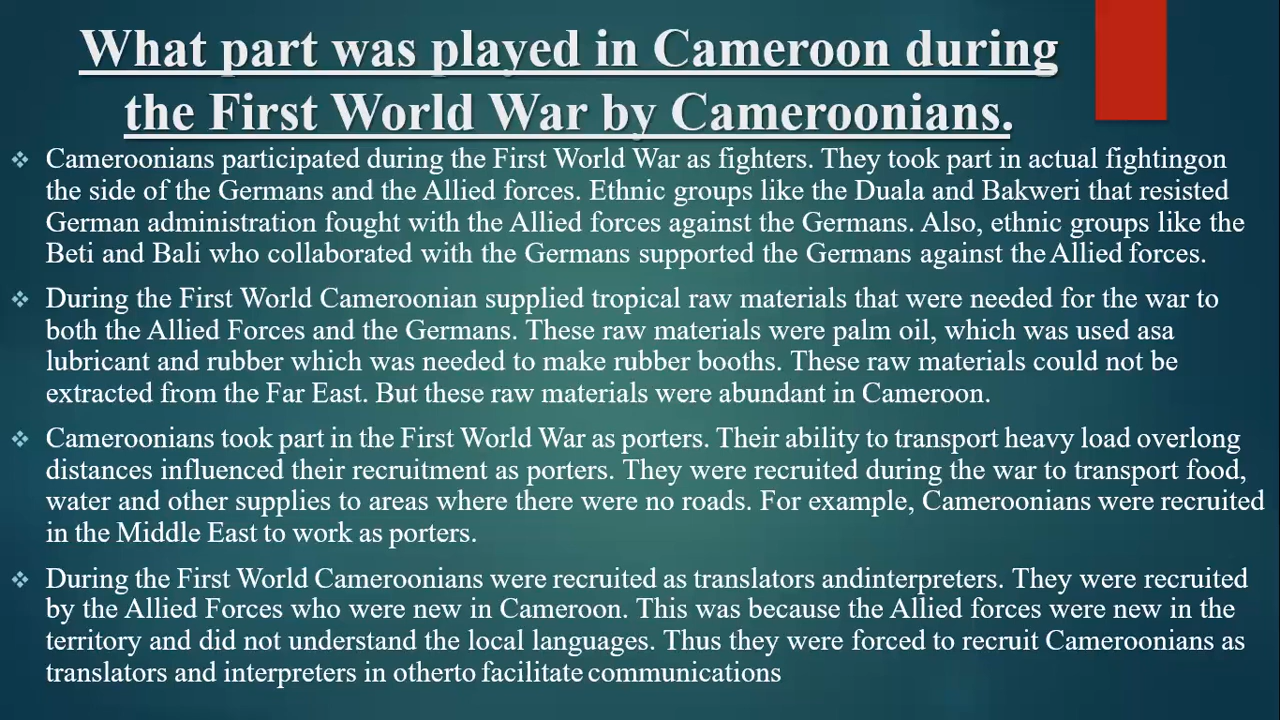 What part was played in Cameroon during
the First World War by Cameroonians.
❖ Cameroonians participated during the First World War as fighters. They took part in actual fightingon
the side of the Germans and the Allied forces. Ethnic groups like the Duala and Bakweri that resisted
German administration fought with the Allied forces against the Germans. Also, ethnic groups like the
Beti and Bali who collaborated with the Germans supported the Germans against the Allied forces.
❖ During the First World Cameroonian supplied tropical raw materials that were needed for the war to
both the Allied Forces and the Germans. These raw materials were palm oil, which was used asa
lubricant and rubber which was needed to make rubber booths. These raw materials could not be
extracted from the Far East. But these raw materials were abundant in Cameroon.
❖ Cameroonians took part in the First World War as porters. Their ability to transport heavy load overlong
distances influenced their recruitment as porters. They were recruited during the war to transport food,
water and other supplies to areas where there were no roads. For example, Cameroonians were recruited
in the Middle East to work as porters.
❖ During the First World Cameroonians were recruited as translators andinterpreters. They were recruited
by the Allied Forces who were new in Cameroon. This was because the Allied forces were new in the
territory and did not understand the local languages. Thus they were forced to recruit Cameroonians as
translators and interpreters in otherto facilitate communications